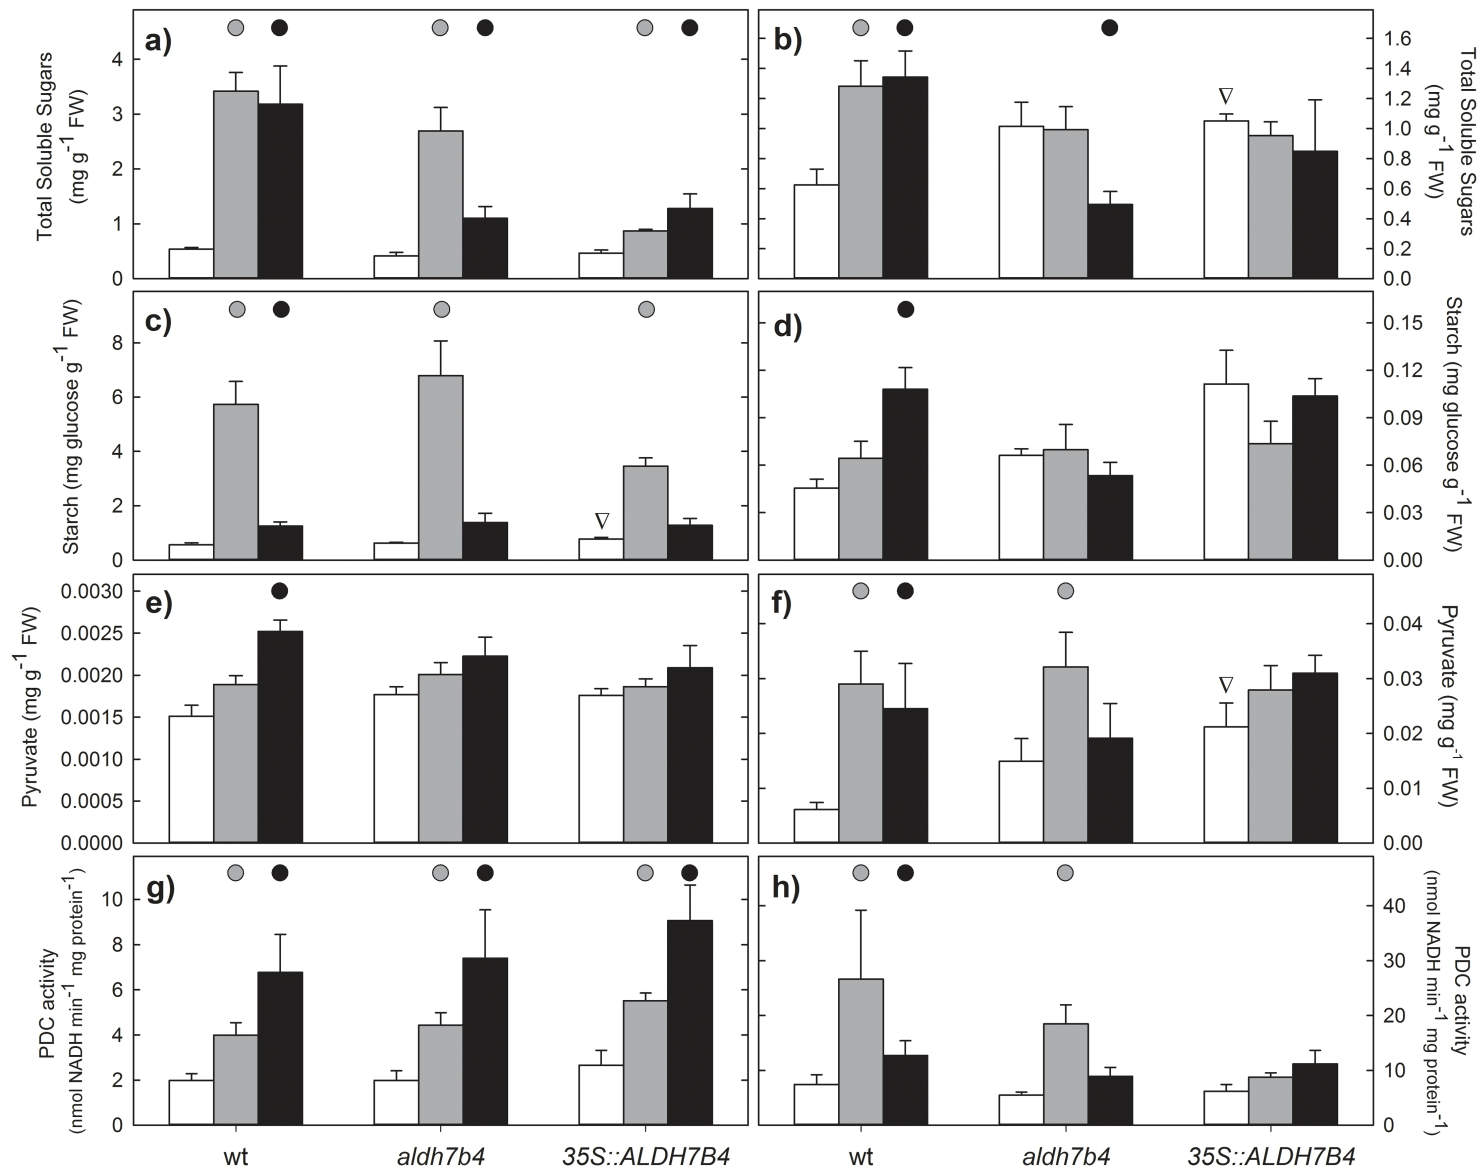 a)
Total Soluble Sugars
(mg g-1 FW)
4
3
2
1
0
b)
1.6
1.4
1.2
1.0
0.8
0.6
0.4
0.2
0.0
Total Soluble Sugars
(mg g-1 FW)
c)
Starch (mg glucose g-1 FW)
8
6
4
2
0
d)
0.15
0.12
0.09
0.06
0.03
0.00
Starch (mg glucose g-1 FW)
e)
Pyruvate (mg g-1 FW)
0.0030
0.0025
0.0020
0.0015
0.0010
0.0005
0.0000
f)
0.04
0.03
0.02
0.01
0.00
Pyruvate (mg g-1 FW)
g)
PDC activity
(nmol NADH min-1 mg protein-1)
10
8
6
4
2
0
h)
40
30
20
10
0
PDC activity
(nmol NADH min-1 mg protein-1)
wt
aldh7b4
35S::ALDH7B4
wt
aldh7b4
35S::ALDH7B4